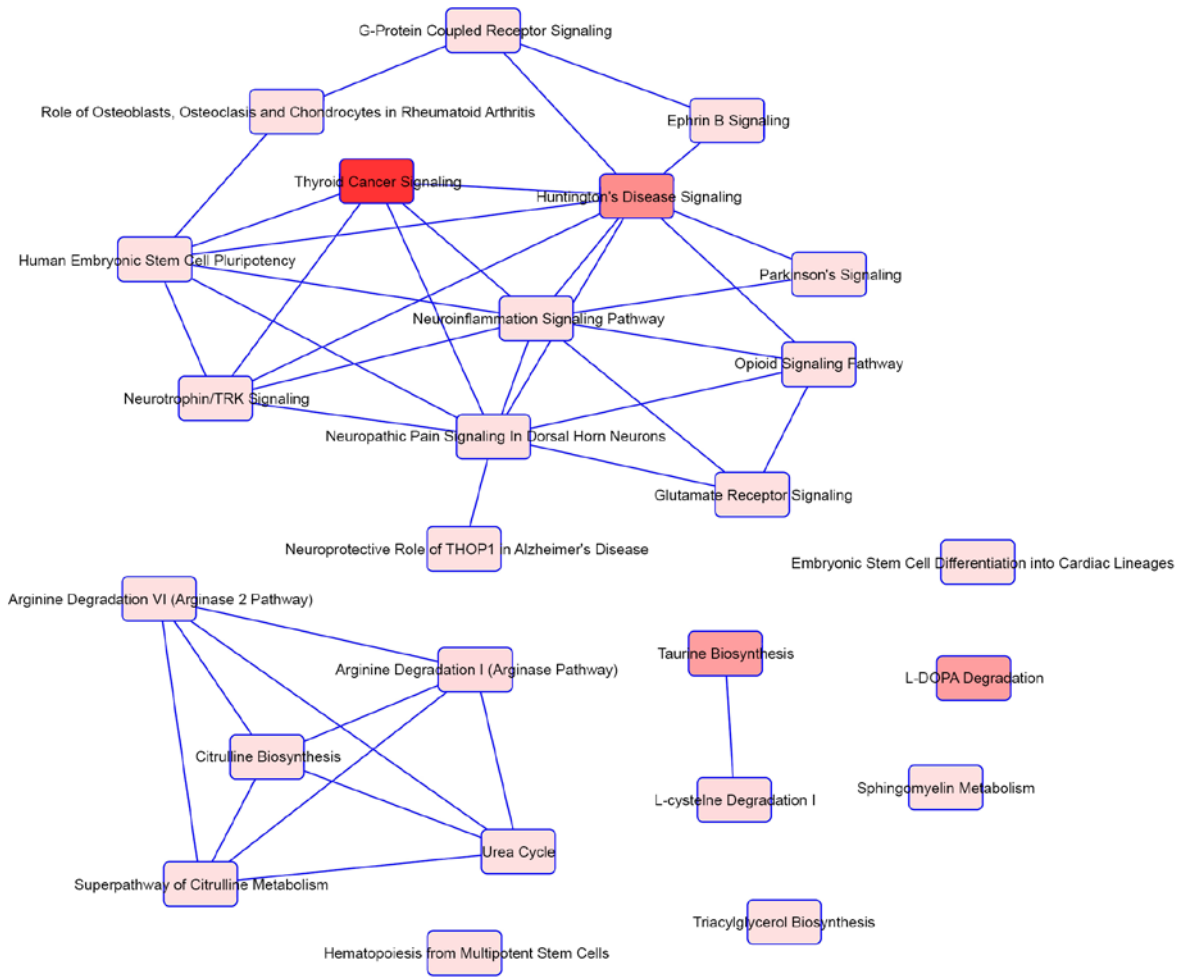 G-Protein Coupled Receptor Signaling
Role of Osteoblasts, Osteoclasis and Chondrocytes in Rheumatoid Arthritis
Ephrin B Signaling
Thyroid Cancer Signaling
Huntington's Disease Signaling
Human Embryonic Stem Cell Pluripotency
Parkinson's Signaling
Neuroinflammation Signaling Pathway
Opioid Signaling Pathway
Neurotrophin/TRK Signaling
Neuropathic Pain Signaling In Dorsal Horn Neurons
Glutamate Receptor Signaling
Neuroprotective Role of THOP1 in Alzheimer's Disease
Embryonic Stem Cell Differentiation into Cardiac Lineages
Arginine Degradation VI (Arginase 2 Pathway)
Taurine Biosynthesis
Arginine Degradation I (Arginase Pathway)
L-DOPA Degradation
Citrulline Biosynthesis
Sphingomyelin Metabolism
L-cysteIne Degradation I
Urea Cycle
Superpathway of Citrulline Metabolism
Triacylglycerol Biosynthesis
Hematopoiesis from Multipotent Stem Cells